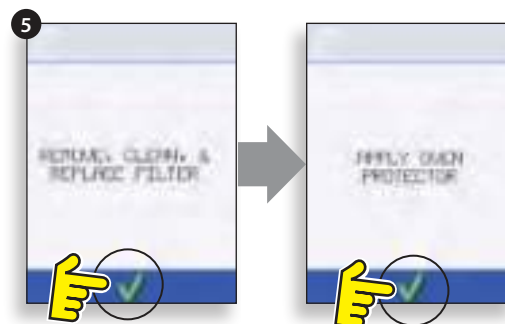 5
REMOVE, CLEAN, &
REPLACE FILTER
APPLY OVEN
PROTECTOR